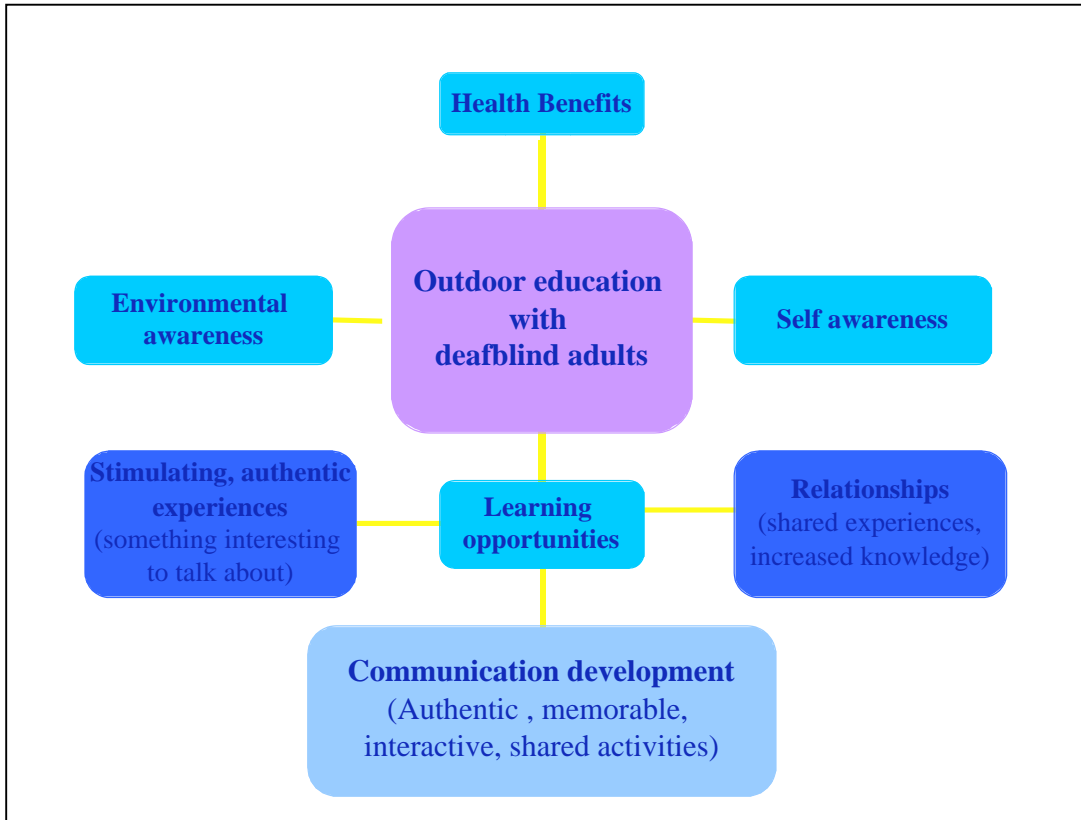 Health Benefits
Outdoor education
with
deafblind adults
Environmental
awareness
Self awareness
Stimulating, authentic
experiences
(something interesting
to talk about)
Learning
opportunities
Relationships
(shared experiences,
increased knowledge)
Communication development
(Authentic , memorable,
interactive, shared activities)